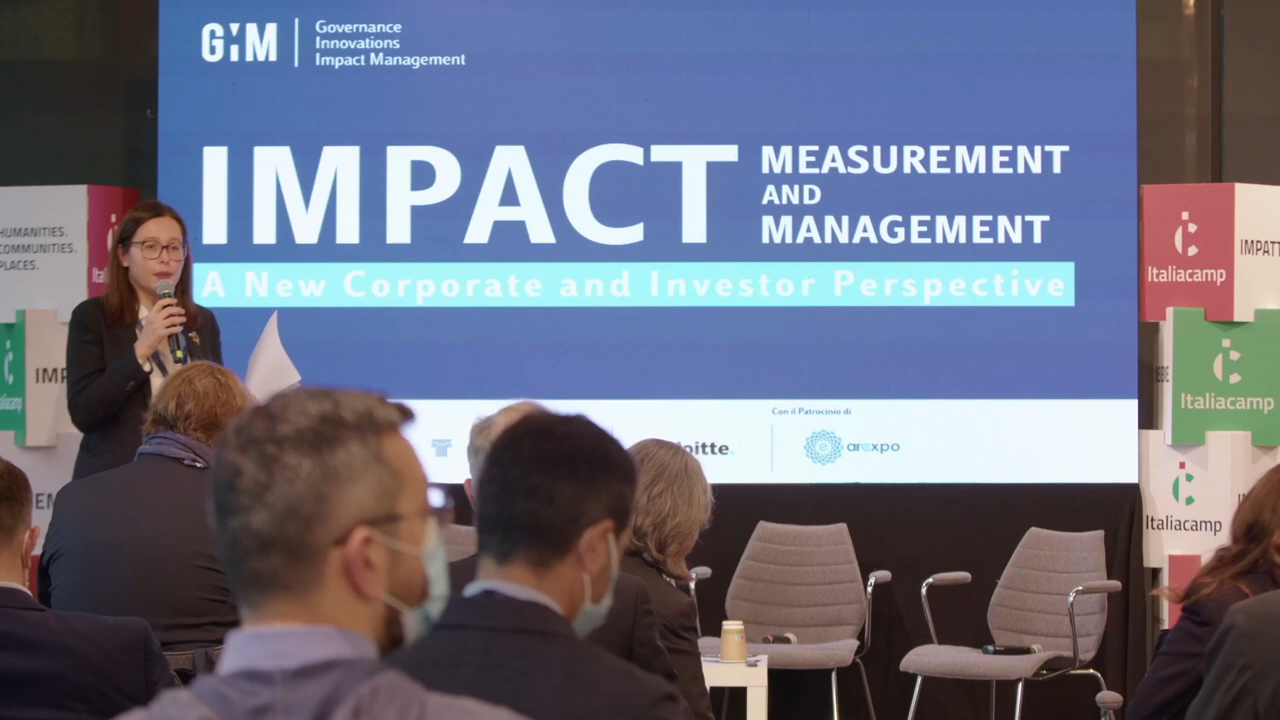 GIM
Governance
Innovations
Impact Management
IMPACT
MEASUREMENT
AND
MANAGEMENT
A New Corporate and Investor Perspective
Con il Patrocinio di
arexpo
HUMANITIES.
COMMUNITIES.
PLACES.
Italiacamp
Italiacamp
Italiacamp